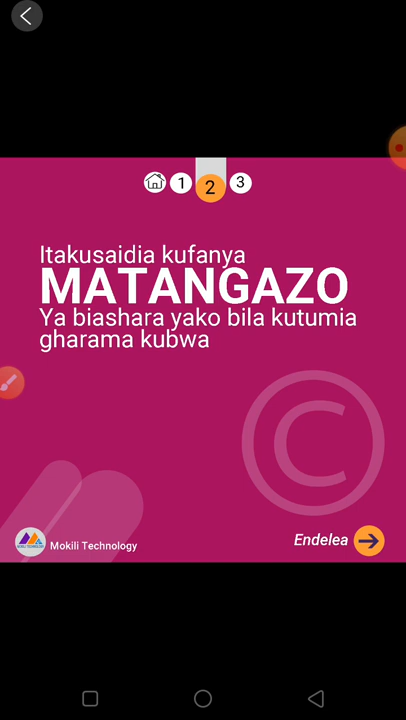 1 2 3
Itakusaidia kufanya
MATANGAZO
Ya biashara yako bila kutumia
gharama kubwa
©
Mokili Technology
Endelea